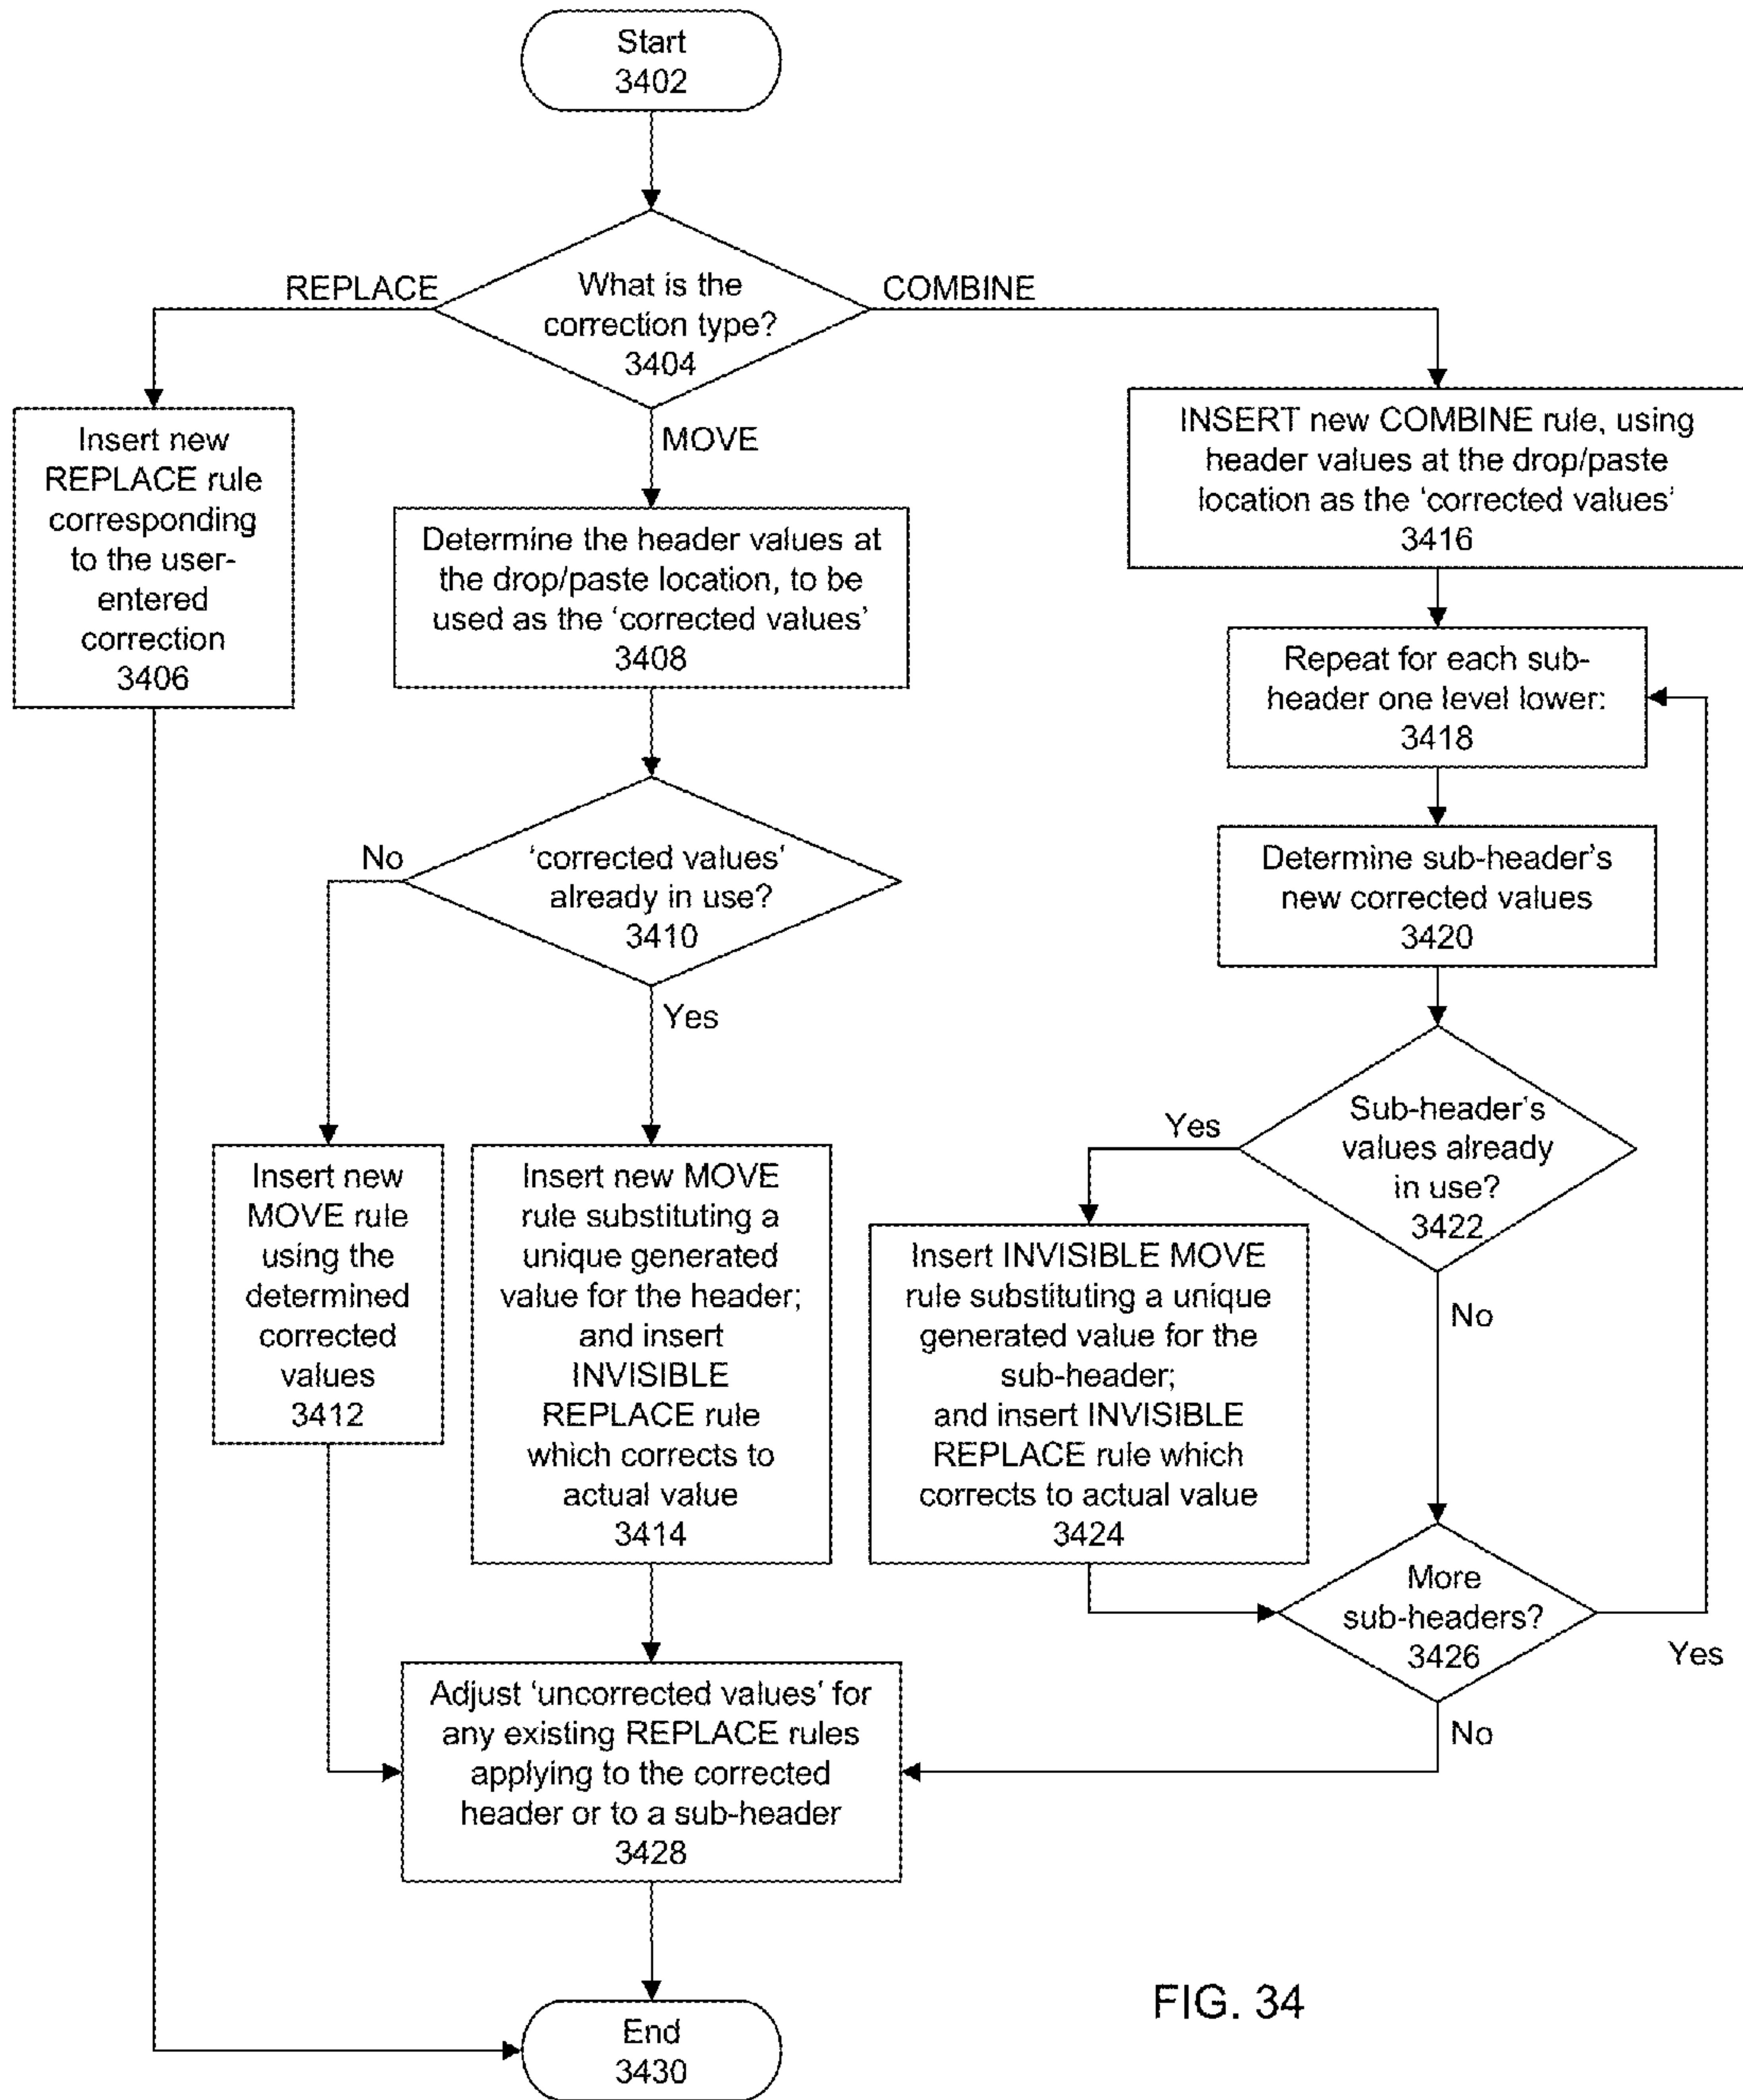 Start
3402
What is the
correction type?
3404
REPLACE
COMBINE
MOVE
Insert new
REPLACE rule
corresponding
to the user-
entered
correction
3406
Determine the header values at
the drop/paste location, to be
used as the ‘corrected values’
3408
INSERT new COMBINE rule, using
header values at the drop/paste
location as the ‘corrected values’
3416
Repeat for each sub-
header one level lower:
3418
Determine sub-header’s
new corrected values
3420
‘corrected values’
already in use?
3410
No
Yes
Insert new
MOVE rule
using the
determined
corrected
values
3412
Insert new MOVE
rule substituting a
unique generated
value for the header;
and insert
INVISIBLE
REPLACE rule
which corrects to
actual value
3414
Sub-header’s
values already
in use?
3422
Yes
No
Insert INVISIBLE MOVE
rule substituting a unique
generated value for the
sub-header;
and insert INVISIBLE
REPLACE rule which
corrects to actual value
3424
More
sub-headers?
3426
Yes
No
Adjust ‘uncorrected values’ for
any existing REPLACE rules
applying to the corrected
header or to a sub-header
3428
End
3430
FIG. 34